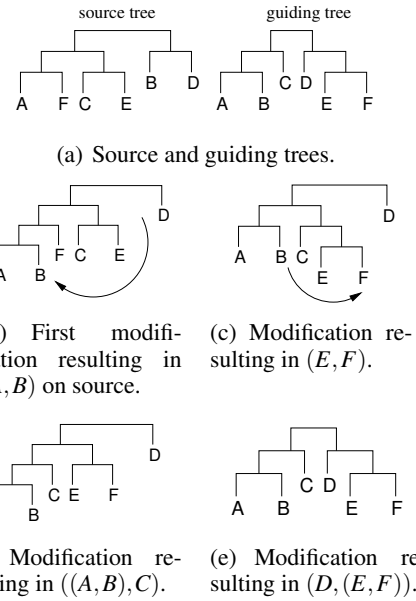 source tree guiding tree
A F C E B D A B C D E F
(a) Source and guiding trees.
A B F C E D
A B C E F D
) First modifi-
ation resulting in
,B) on source.
(c) Modification re-
sulting in (E,F).
B C E F D
A B C D E F
Modification re-
ing in ((A,B),C).
(e) Modification re
sulting in (D,(E,F)).